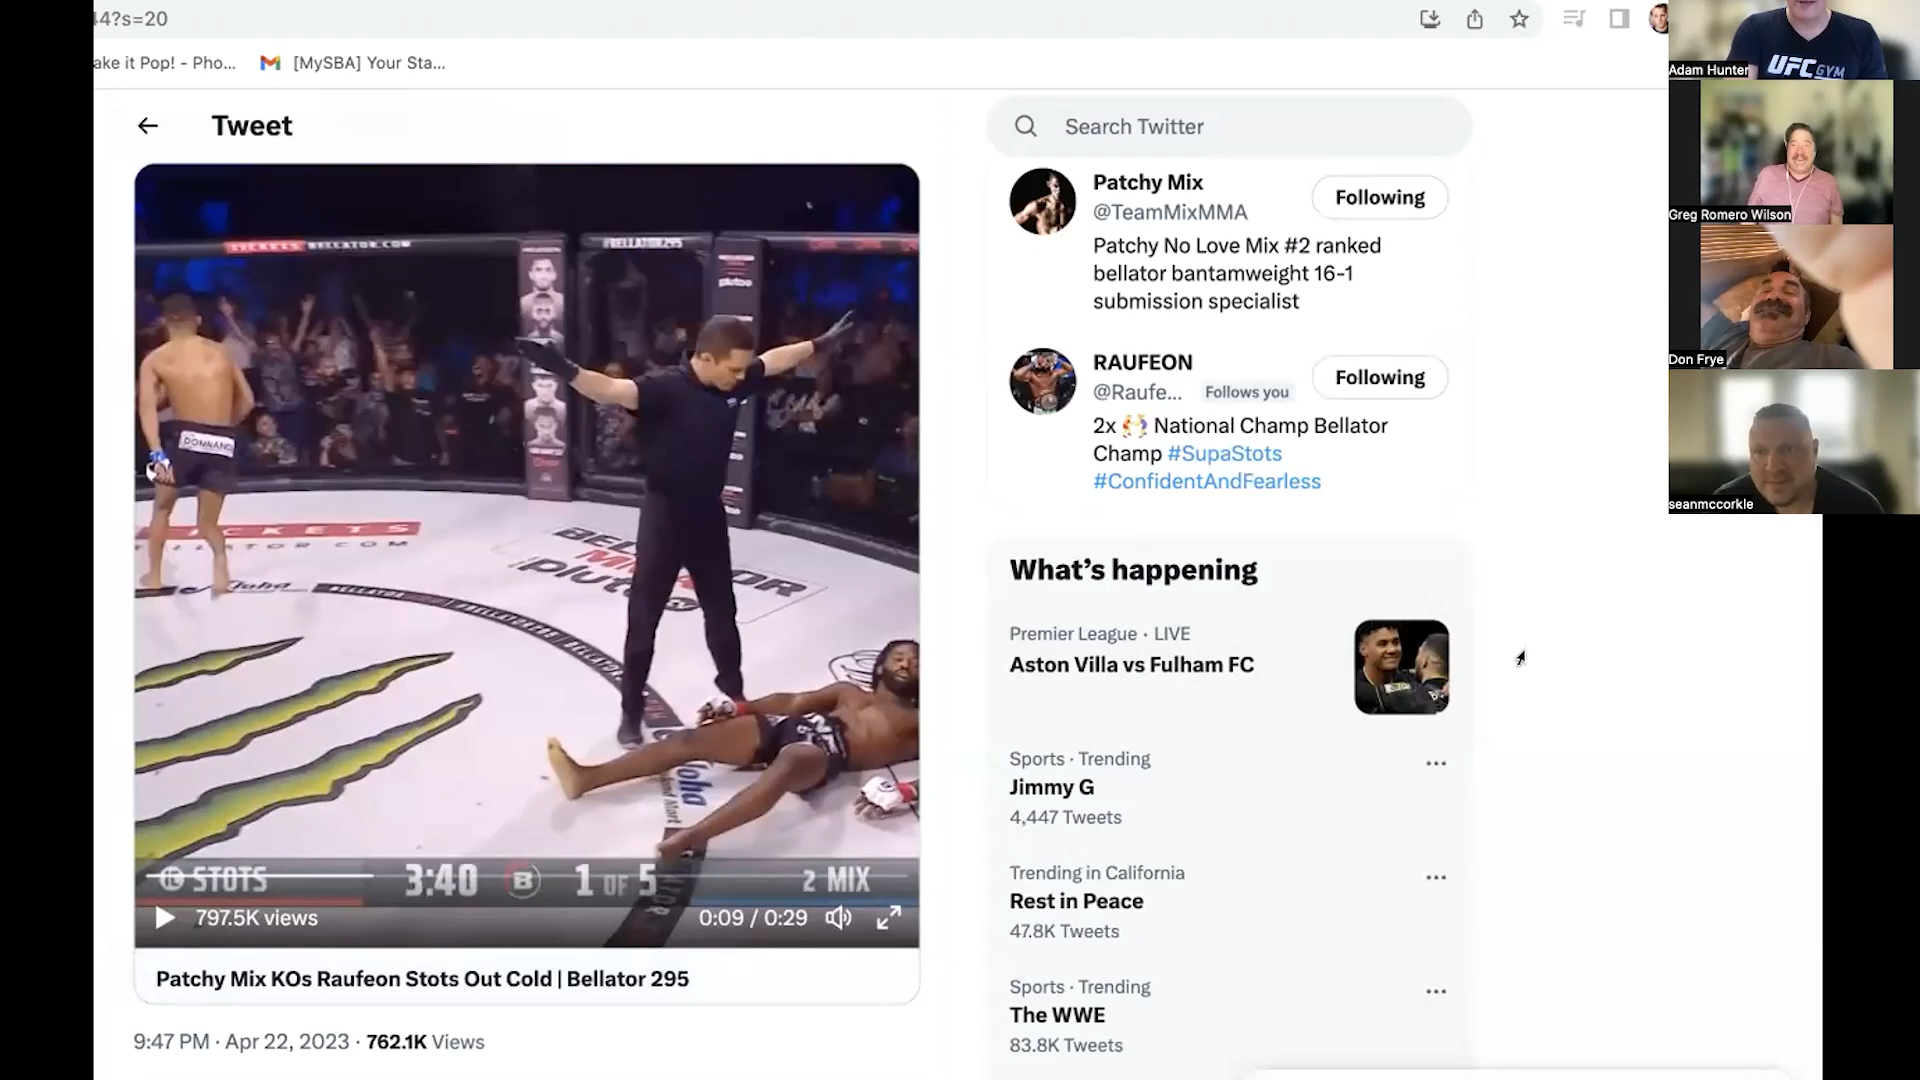 44?s=20
ake it Pop! - Pho...
[MySBA] Your Sta...
Tweet
TICKETS BELLATOR.COM
#BELLATOR295
DOMINANCE
STOTS
3:40
B
1 OF 5
2 MIX
797.5K views
0:09 / 0:29
Patchy Mix KOs Raufeon Stots Out Cold | Bellator 295
9:47 PM · Apr 22, 2023 · 762.1K Views
Search Twitter
Patchy Mix
@TeamMixMMA
Following
Patchy No Love Mix #2 ranked
bellator bantamweight 16-1
submission specialist
RAUFEON
@Raufe...
Follows you
Following
2x 🤼 National Champ Bellator
Champ #SupaStots
#ConfidentAndFearless
What's happening
Premier League · LIVE
Aston Villa vs Fulham FC
Sports · Trending
Jimmy G
4,447 Tweets
Trending in California
Rest in Peace
47.8K Tweets
Sports · Trending
The WWE
83.8K Tweets
UFC GYM
Adam Hunter
Greg Romero Wilson
Don Frye
seanmccorkle